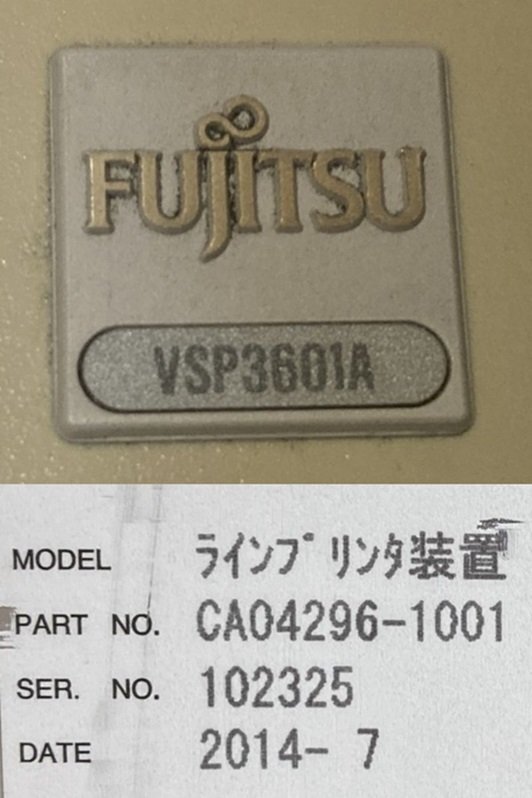 FUJITSU
VSP3601A
MODEL ラインプリンタ装置
PART NO. CA04296-1001
SER. NO. 102325
DATE 2014- 7